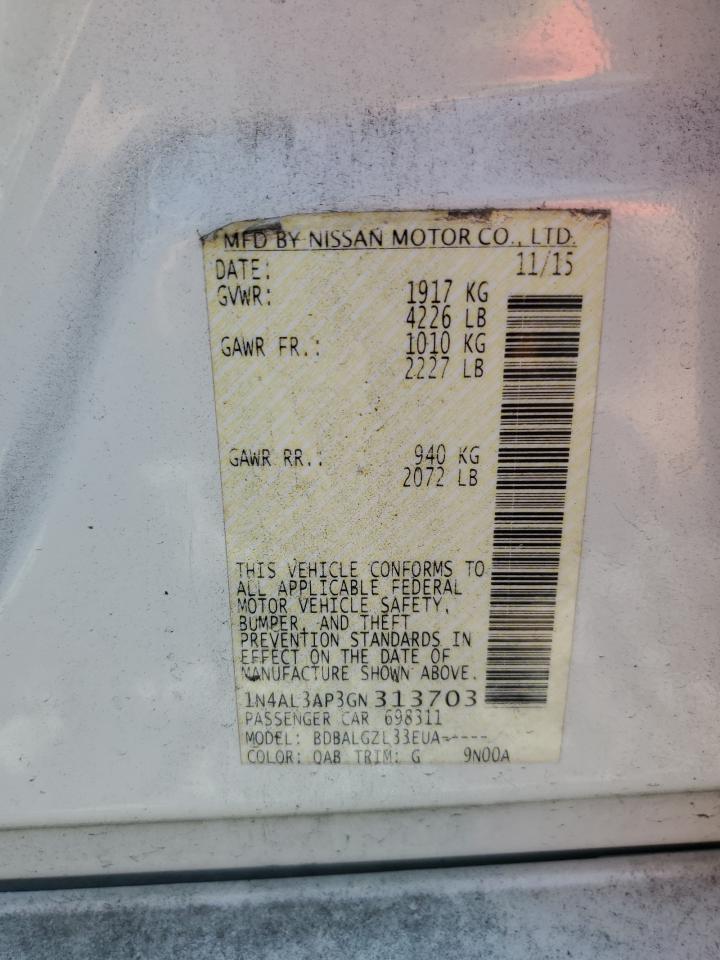 MFD BY NISSAN MOTOR CO., LTD.
DATE: 11/15
GVWR: 1917 KG
4226 LB
GAWR FR.: 1010 KG
2227 LB
GAWR RR.: 940 KG
2072 LB
THIS VEHICLE CONFORMS TO
ALL APPLICABLE FEDERAL
MOTOR VEHICLE SAFETY,
BUMPER, AND THEFT
PREVENTION STANDARDS IN
EFFECT ON THE DATE OF
MANUFACTURE SHOWN ABOVE.
1N4AL3AP3GN313703
PASSENGER CAR 698311
MODEL: BDBALGZL33EUA-----
COLOR: QAB TRIM: G 9N00A